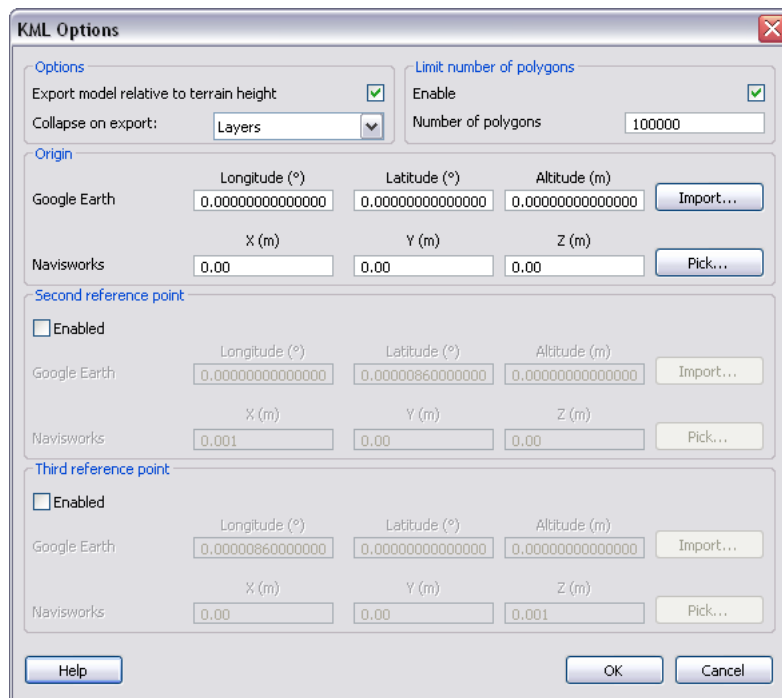 KML Options
Options
Export model relative to terrain height
Collapse on export: Layers
Limit number of polygons
Enable
Number of polygons 100000
Origin
Longitude (°) Latitude (°) Altitude (m)
Google Earth 0.00000000000000 0.00000000000000 0.00000000000000 Import...
X (m) Y (m) Z (m)
Navisworks 0.00 0.00 0.00 Pick...
Second reference point
Enabled
Longitude (°) Latitude (°) Altitude (m)
Google Earth 0.00000000000000 0.00000860000000 0.00000000000000 Import...
X (m) Y (m) Z (m)
Navisworks 0.001 0.00 0.00 Pick...
Third reference point
Enabled
Longitude (°) Latitude (°) Altitude (m)
Google Earth 0.00000860000000 0.00000000000000 0.00000000000000 Import...
X (m) Y (m) Z (m)
Navisworks 0.00 0.00 0.001 Pick...
Help OK Cancel